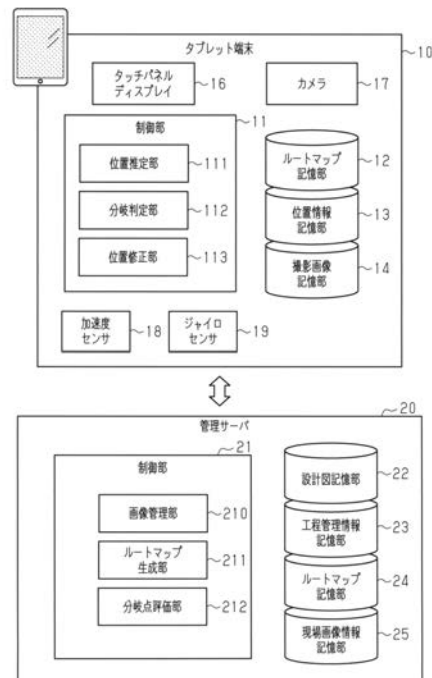 タブレット端末
10
タッチパネル
ディスプレイ
16
カメラ
17
制御部
11
位置推定部
111
分岐判定部
112
位置修正部
113
ルートマップ
記憶部
12
位置情報
記憶部
13
撮影画像
記憶部
14
加速度
センサ
18
ジャイロ
センサ
19
20
管理サーバ
制御部
21
画像管理部
210
ルートマップ
生成部
211
分岐点評価部
212
設計図記憶部
22
工程管理情報
記憶部
23
ルートマップ
記憶部
24
現場画像情報
記憶部
25